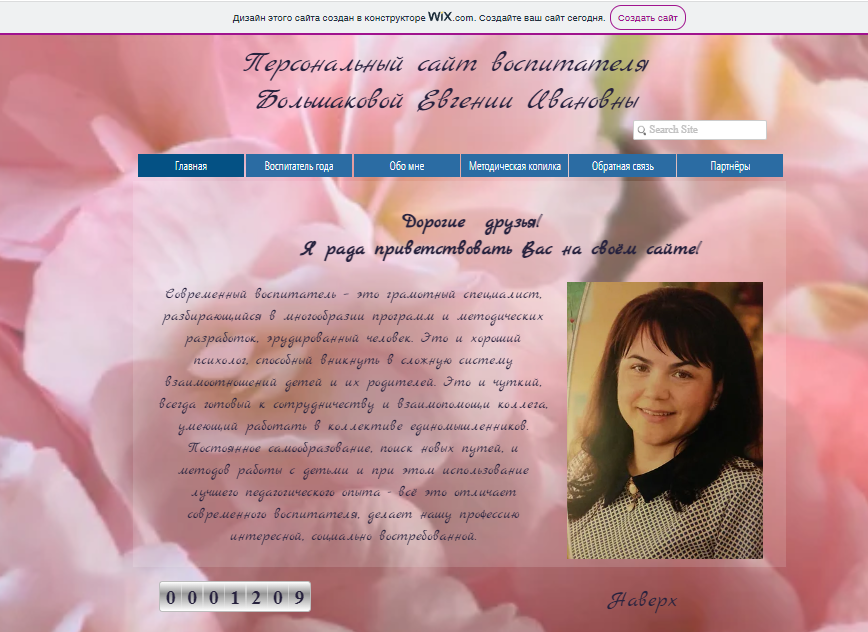 Дизайн этого сайта создан в конструкторе WiX.com. Создайте ваш сайт сегодня. Создать сайт
Персональный сайт воспитателя
Большаковой Евгении Ивановны
Search Site
Главная Воспитатель года Обо мне Методическая копилка Обратная связь Партнёры
Дорогие друзья!
Я рада приветствовать Вас на своём сайте!
Современный воспитатель - это грамотный специалист,
разбирающийся в многообразии программ и методических
разработок, эрудированный человек. Это и хороший
психолог, способный вникнуть в сложную систему
взаимоотношений детей и их родителей. Это и чуткий,
всегда готовый к сотрудничеству и взаимопомощи коллега,
умеющий работать в коллективе единомышленников.
Постоянное самообразование, поиск новых путей, и
методов работы с детьми и при этом использование
лучшего педагогического опыта - всё это отличает
современного воспитателя, делает нашу профессию
интересной, социально востребованной.
0001209
Наверх